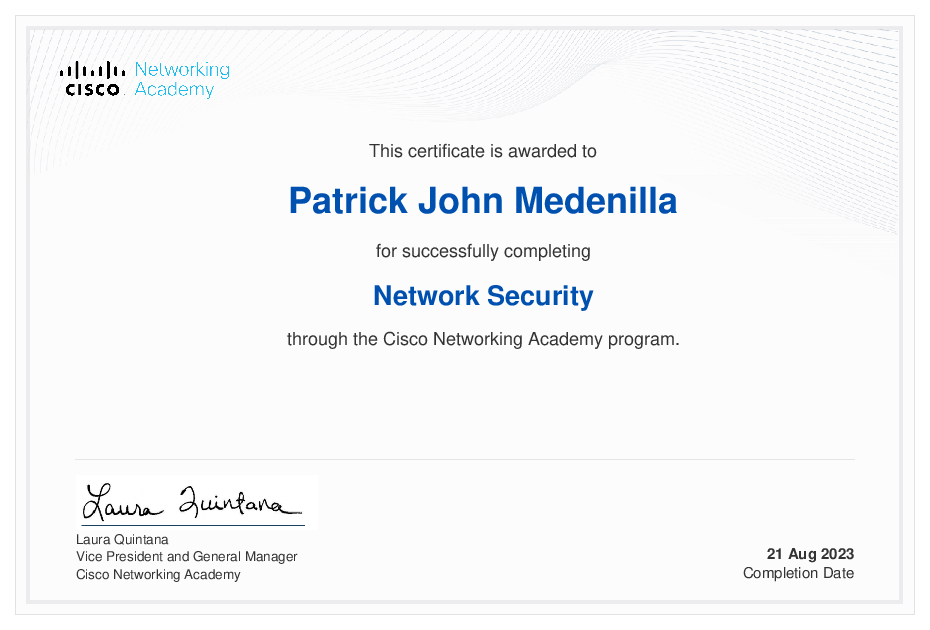 cisco Networking Academy
This certificate is awarded to
Patrick John Medenilla
for successfully completing
Network Security
through the Cisco Networking Academy program.
Laura Quintana
Laura Quintana
Vice President and General Manager
Cisco Networking Academy
21 Aug 2023
Completion Date